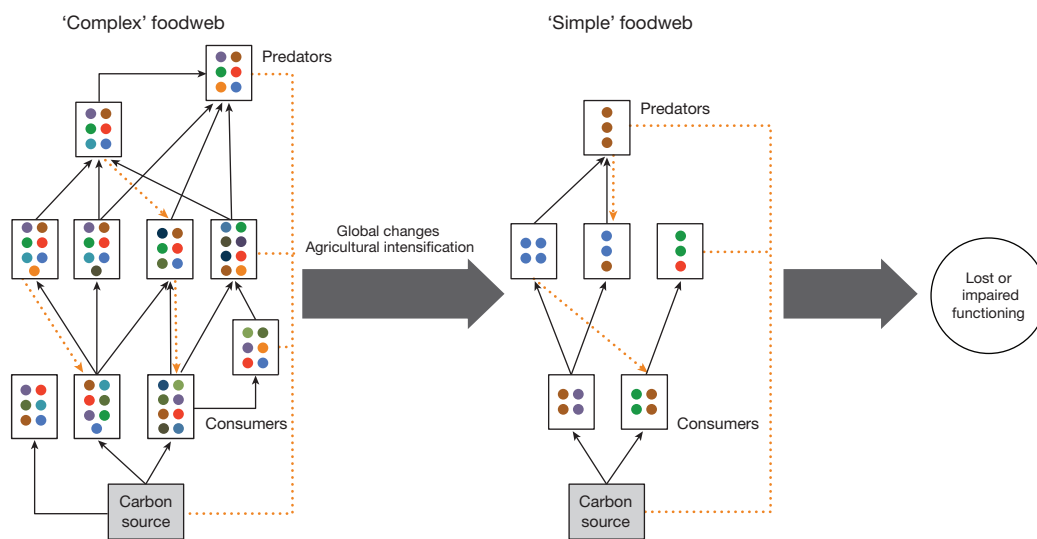 ‘Complex’ foodweb
Predators
Consumers
Carbon
source
Global changes
Agricultural intensification
‘Simple’ foodweb
Predators
Consumers
Carbon
source
Lost or
impaired
functioning